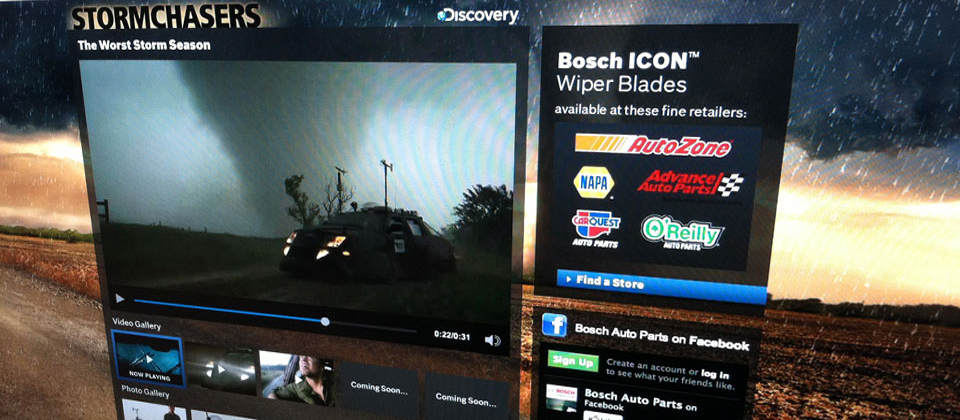 STORMCHASERS
Discovery
The Worst Storm Season
0:22/0:31
Video Gallery
NOW PLAYING
Coming Soon...
Coming Soon...
Photo Gallery
Bosch ICON™
Wiper Blades
available at these fine retailers:
AutoZone
NAPA
Advance
Auto Parts
CARQUEST
AUTO PARTS
O'Reilly
AUTO PARTS
Find a Store
Bosch Auto Parts on Facebook
Sign Up
Create an account or log in
to see what your friends like.
BOSCH
Bosch Auto Parts on
Facebook